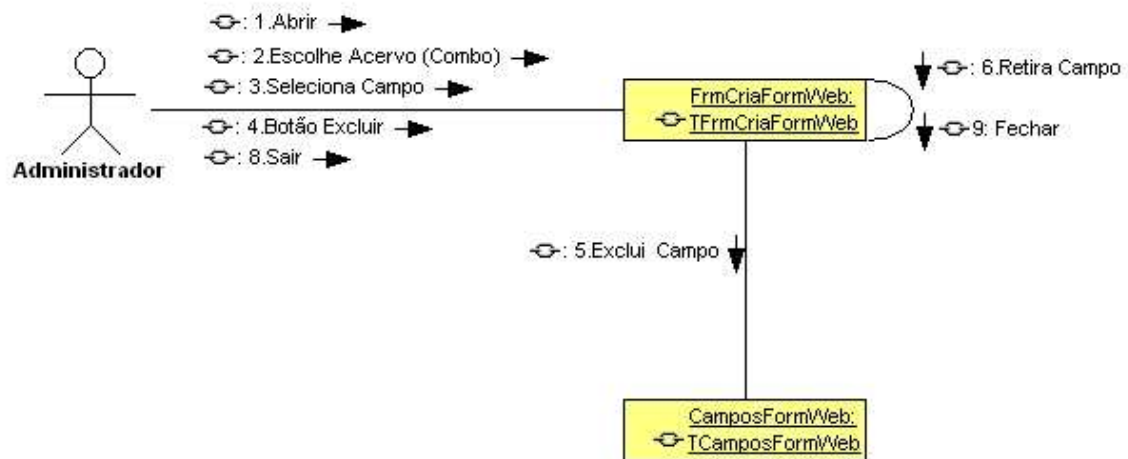 : 1.Abrir
: 2.Escolhe Acervo (Combo)
: 3.Seleciona Campo
: 4.Botão Excluir
: 8.Sair
Administrador
FrmCriaFormWeb:
TFrmCriaFormWeb
: 6.Retira Campo
9: Fechar
: 5.Exclui Campo
CamposFormWeb:
TCamposFormWeb